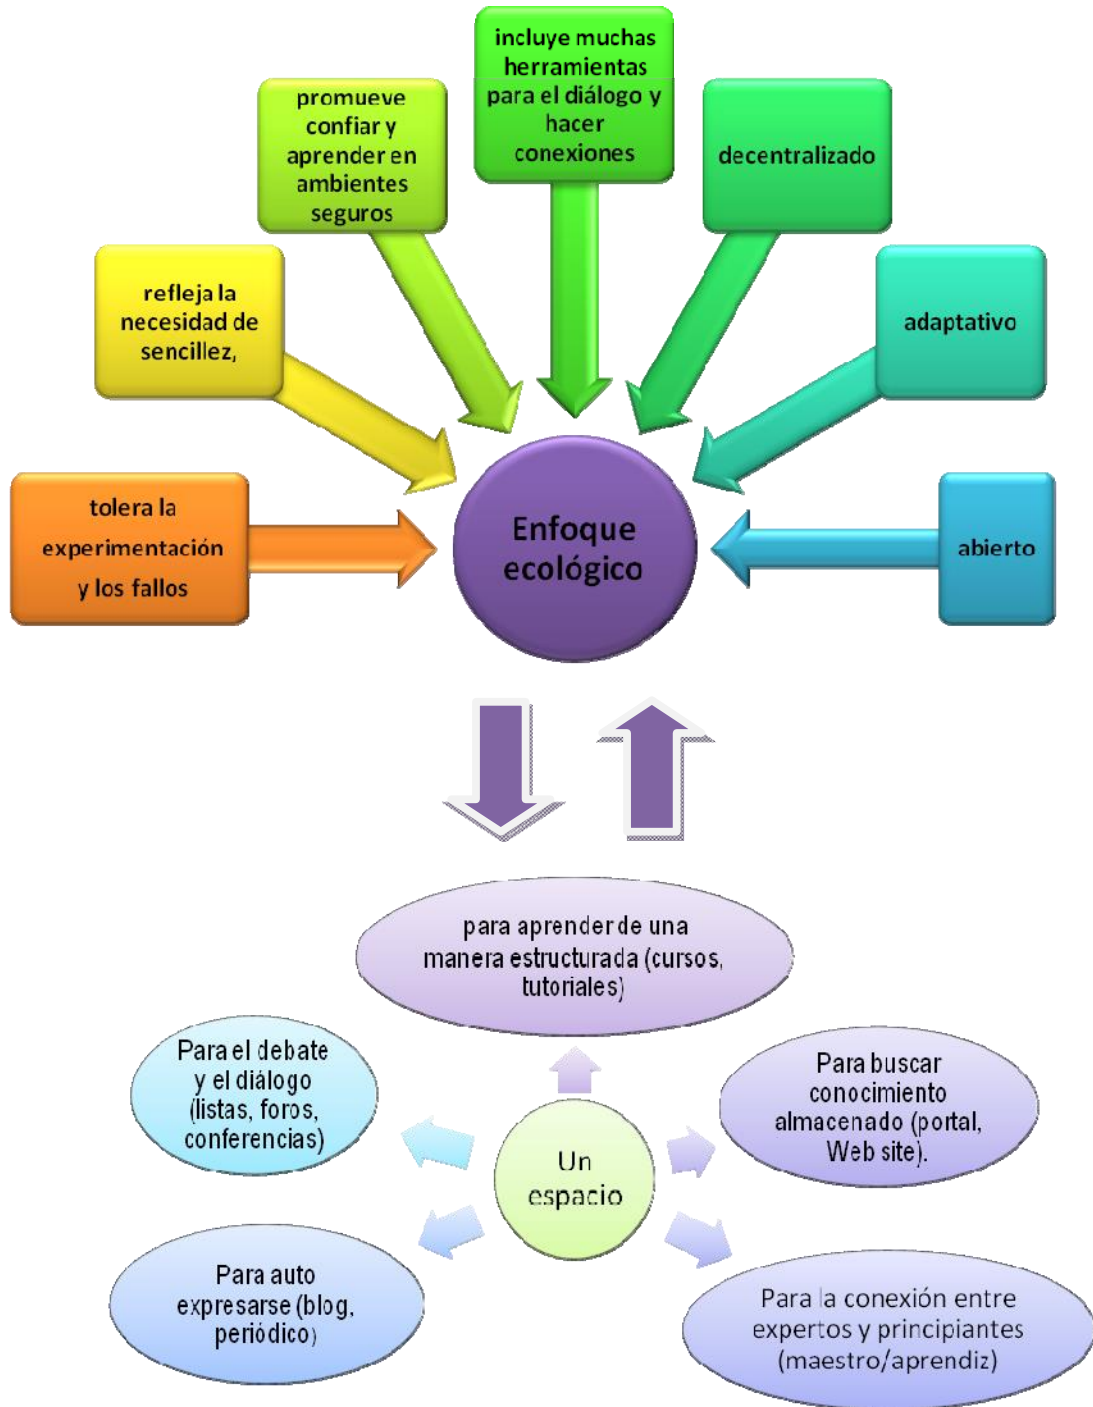 incluye muchas
herramientas
para el diálogo y
hacer
conexiones
promueve
confiar y
aprender en
ambientes
seguros
decentralizado
refleja la
necesidad de
sencillez,
adaptativo
tolera la
experimentación
y los fallos
Enfoque
ecológico
abierto
para aprender de una
manera estructurada (cursos,
tutoriales)
Para el debate
y el diálogo
(listas, foros,
conferencias)
Para buscar
conocimiento
almacenado (portal,
Web site).
Un
espacio
Para auto
expresarse (blog,
periódico)
Para la conexión entre
expertos y principiantes
(maestro/aprendiz)